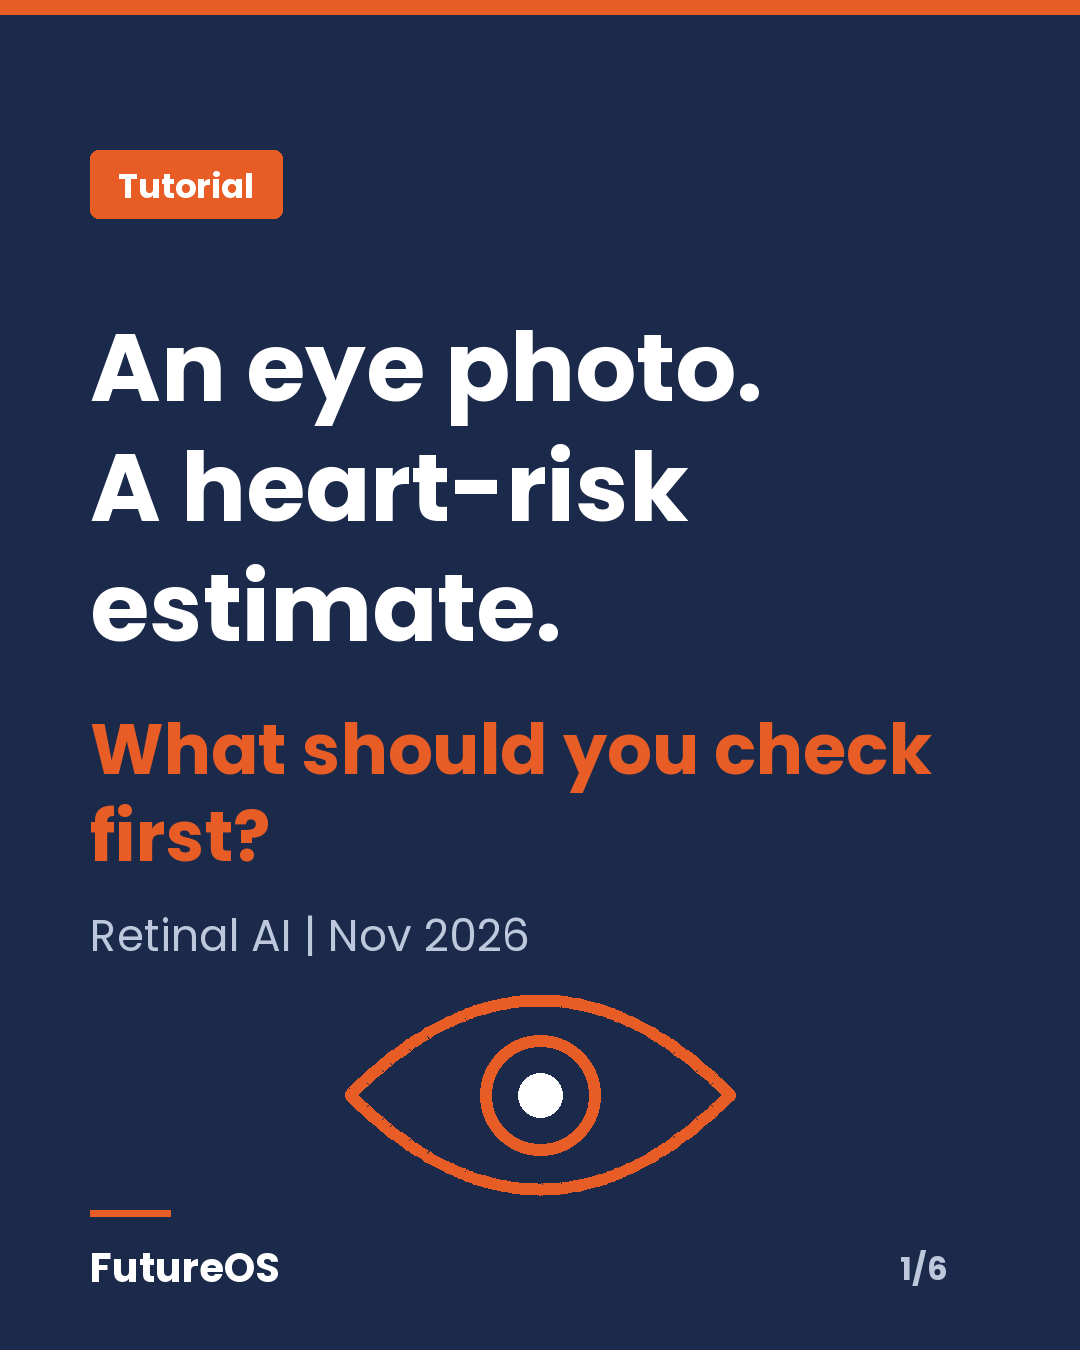 Tutorial
An eye photo.
A heart-risk
estimate.
What should you check
first?
Retinal AI | Nov 2026
FutureOS
1/6